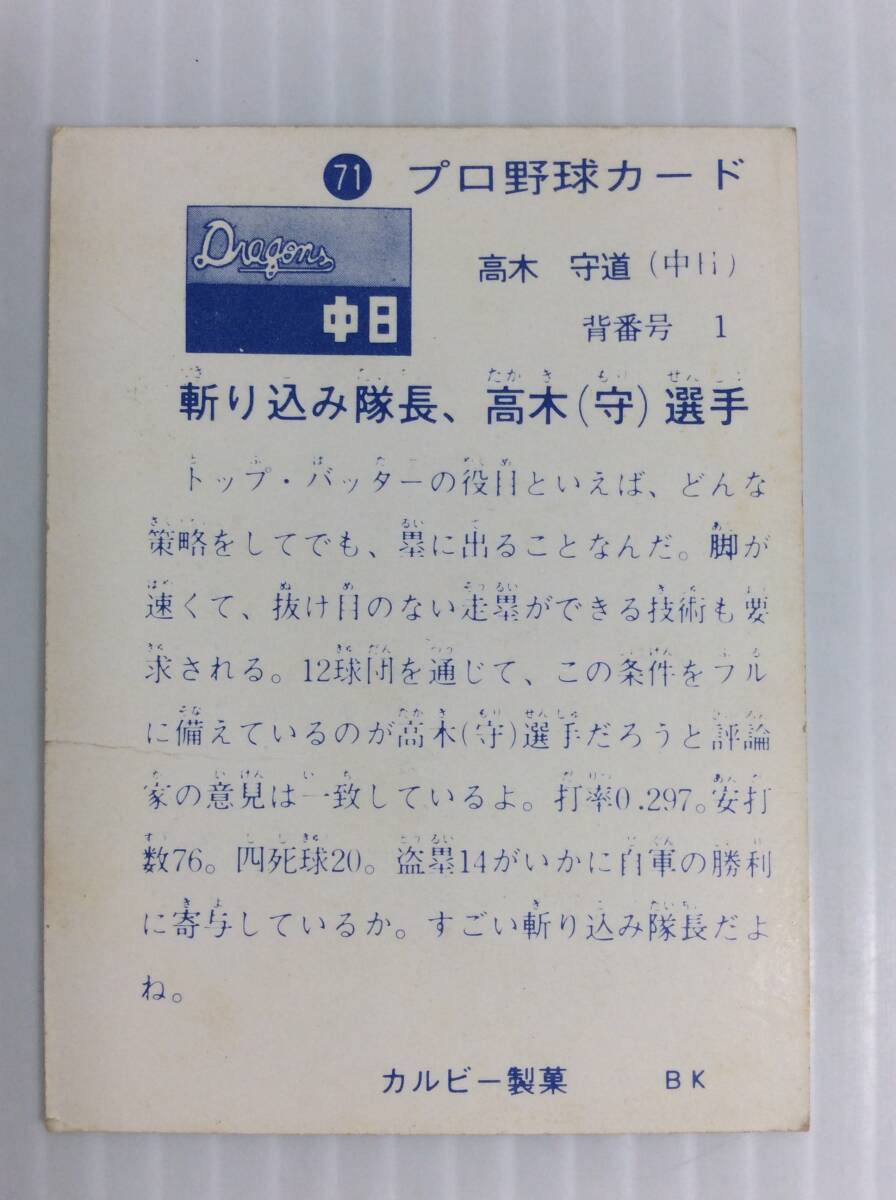 71 プロ野球カード
Dragons
中日
高木 守道(中日)
背番号 1
斬り込み隊長、高木(守)選手
トップ・バッターの役目といえば、どんな
策略をしてでも、塁に出ることなんだ。脚が
速くて、抜け目のない走塁ができる技術も要
求される。12球団を通じて、この条件をフル
に備えているのが高木(守)選手だろうと評論
家の意見は一致しているよ。打率0.297。安打
数76。四死球20。盗塁14がいかに自軍の勝利
に寄与しているか。すごい斬り込み隊長だよ
ね。
カルビー製菓 BK